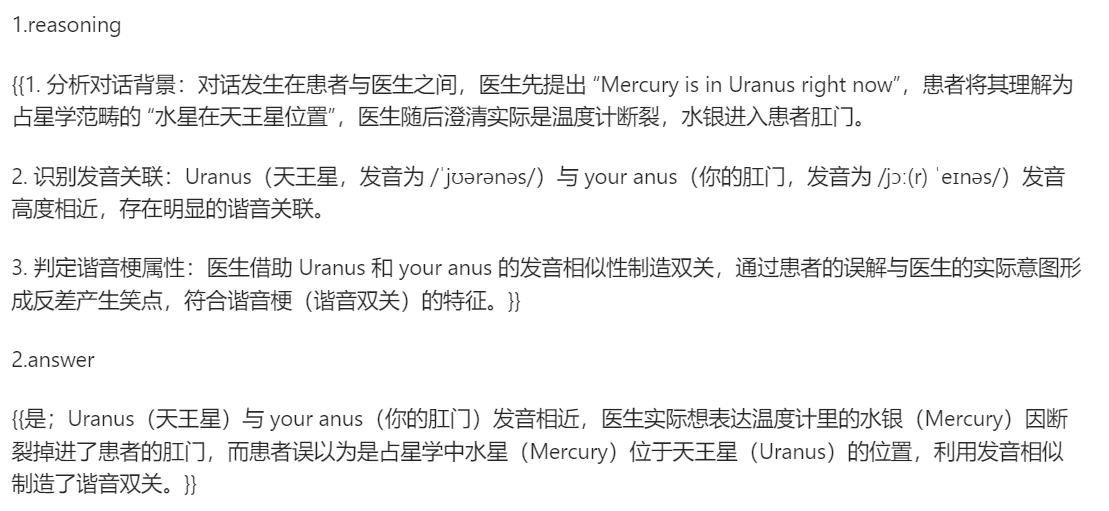 1.reasoning
{{1. 分析对话背景：对话发生在患者与医生之间，医生先提出 “Mercury is in Uranus right now”，患者将其理解为
占星学范畴的 “水星在天王星位置”，医生随后澄清实际是温度计断裂，水银进入患者肛门。
2. 识别发音关联：Uranus（天王星，发音为 /ˈjʊərənəs/）与 your anus（你的肛门，发音为 /jɔː(r) ˈeɪnəs/）发音
高度相近，存在明显的谐音关联。
3. 判定谐音梗属性：医生借助 Uranus 和 your anus 的发音相似性制造双关，通过患者的误解与医生的实际意图形
成反差产生笑点，符合谐音梗（谐音双关）的特征。}}
2.answer
{{是；Uranus（天王星）与 your anus（你的肛门）发音相近，医生实际想表达温度计里的水银（Mercury）因断
裂掉进了患者的肛门，而患者误以为是占星学中水星（Mercury）位于天王星（Uranus）的位置，利用发音相似
制造了谐音双关。}}